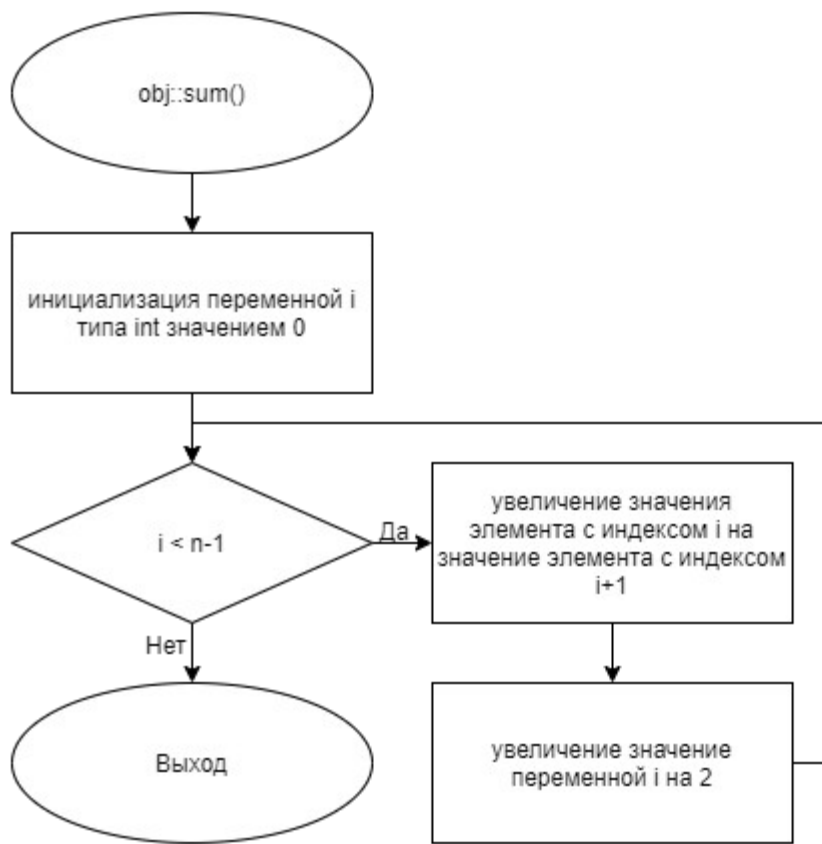 obj::sum()
инициализация переменной i
типа int значением 0
i < n-1
Да
увеличение значения
элемента с индексом i на
значение элемента с индексом
i+1
Нет
Выход
увеличение значение
переменной i на 2